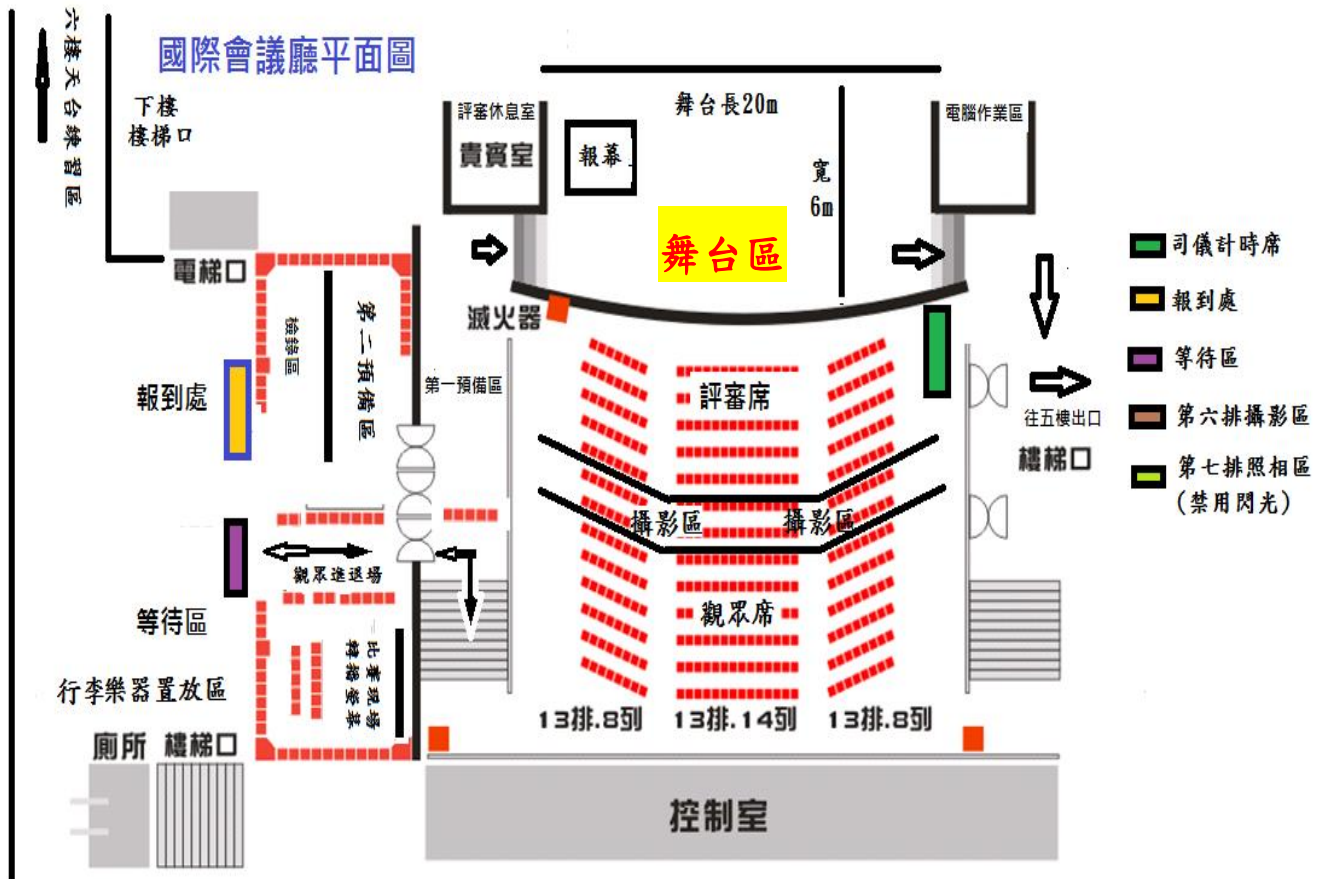 國際會議廳平面圖
六樓天台練習區
下樓
樓梯口
電梯口
評審休息室
貴賓室
報幕
舞台長20m
寬
6m
電腦作業區
舞台區
滅火器
檢錄區
第二預備區
第一預備區
報到處
評審席
攝影區
攝影區
觀眾席
往五樓出口
樓梯口
觀眾進退場
等待區
行李樂器置放區
比賽現場
轉播螢幕
廁所
樓梯口
13排.8列
13排.14列
13排.8列
控制室
司儀計時席
報到處
等待區
第六排攝影區
第七排照相區
(禁用閃光)